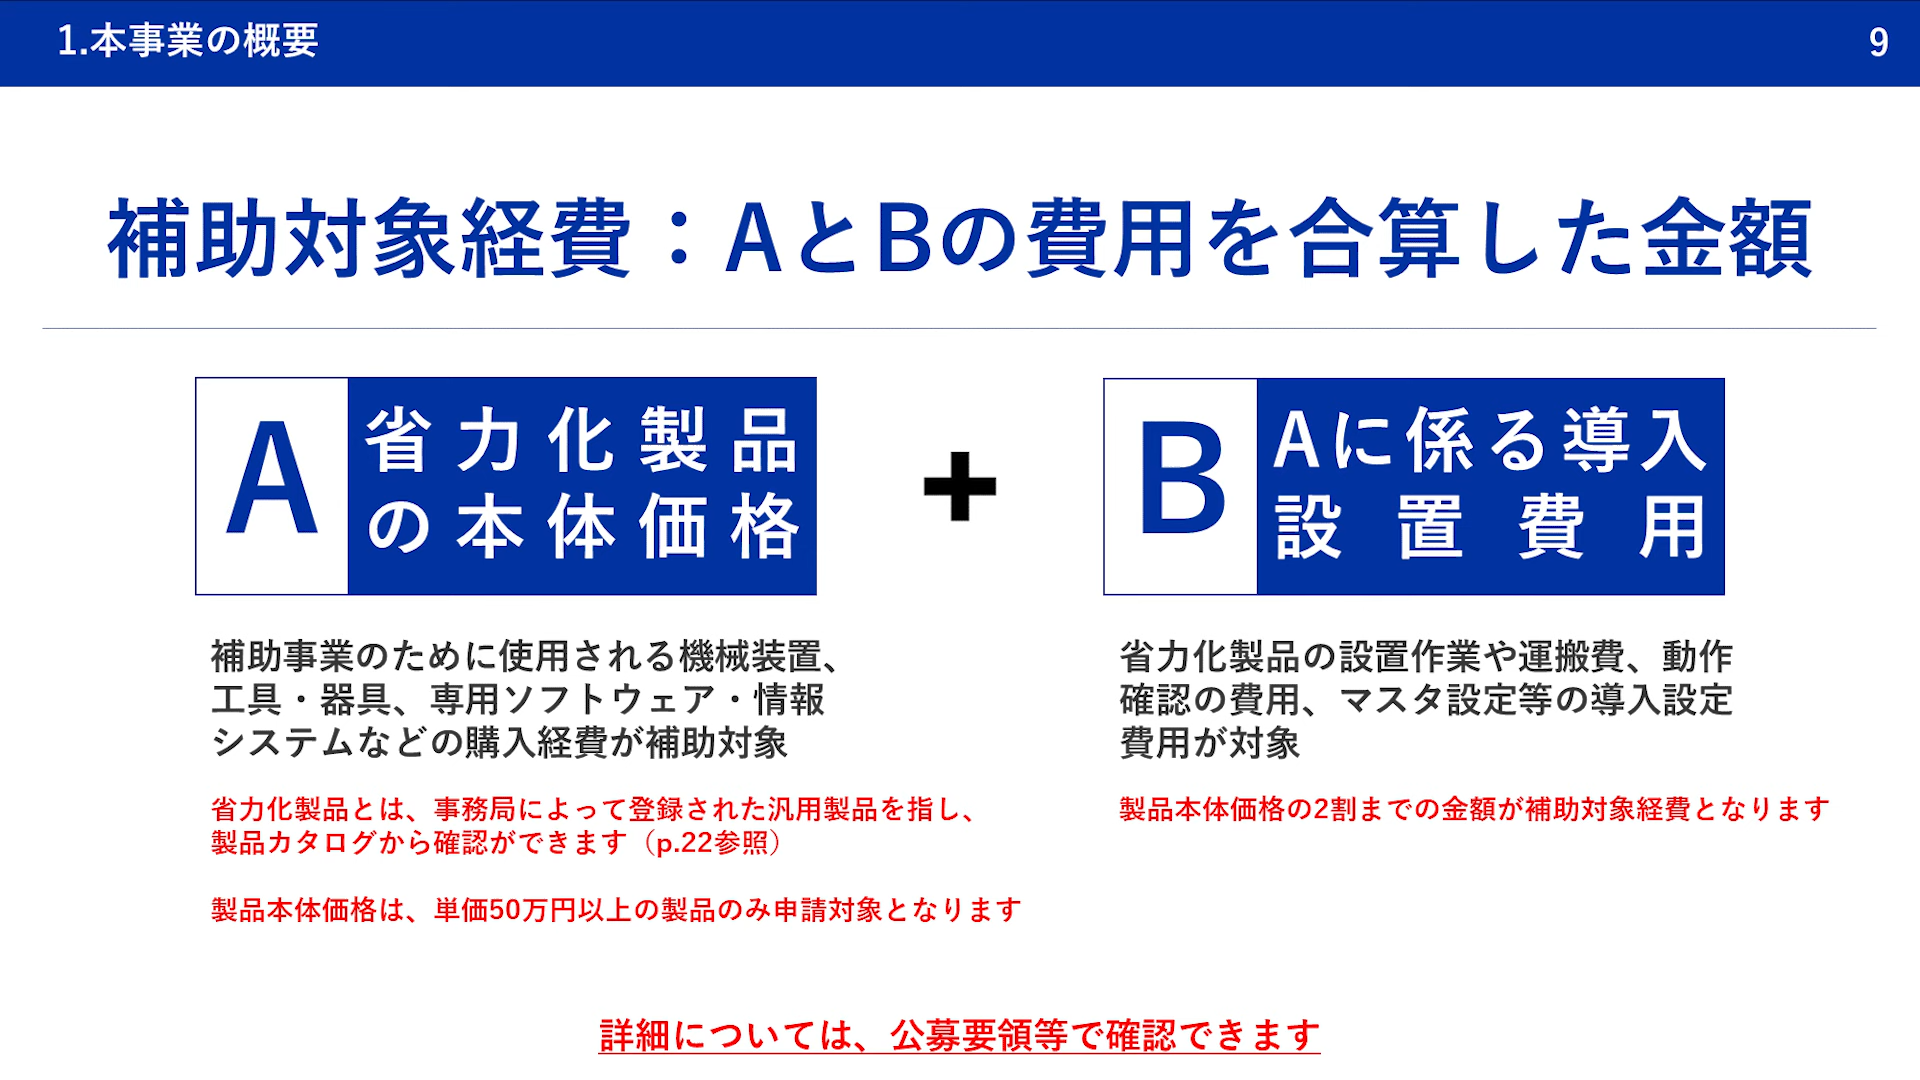 1.本事業の概要
9
補助対象経費：AとBの費用を合算した金額
A
省力化製品
の本体価格
+
B
Aに係る導入
設置費用
補助事業のために使用される機械装置、
工具・器具、専用ソフトウェア・情報
システムなどの購入経費が補助対象
省力化製品とは、事務局によって登録された汎用製品を指し、
製品カタログから確認ができます（p.22参照）
製品本体価格は、単価50万円以上の製品のみ申請対象となります
省力化製品の設置作業や運搬費、動作
確認の費用、マスタ設定等の導入設定
費用が対象
製品本体価格の2割までの金額が補助対象経費となります
詳細については、公募要領等で確認できます